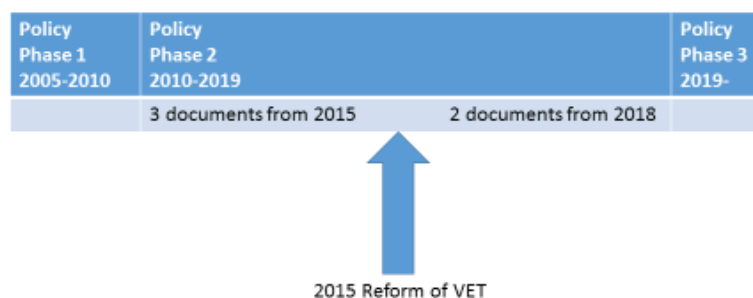 Policy
Phase 1
2005-2010
Policy
Phase 2
2010-2019
Policy
Phase 3
2019-
3 documents from 2015
2 documents from 2018
2015 Reform of VET